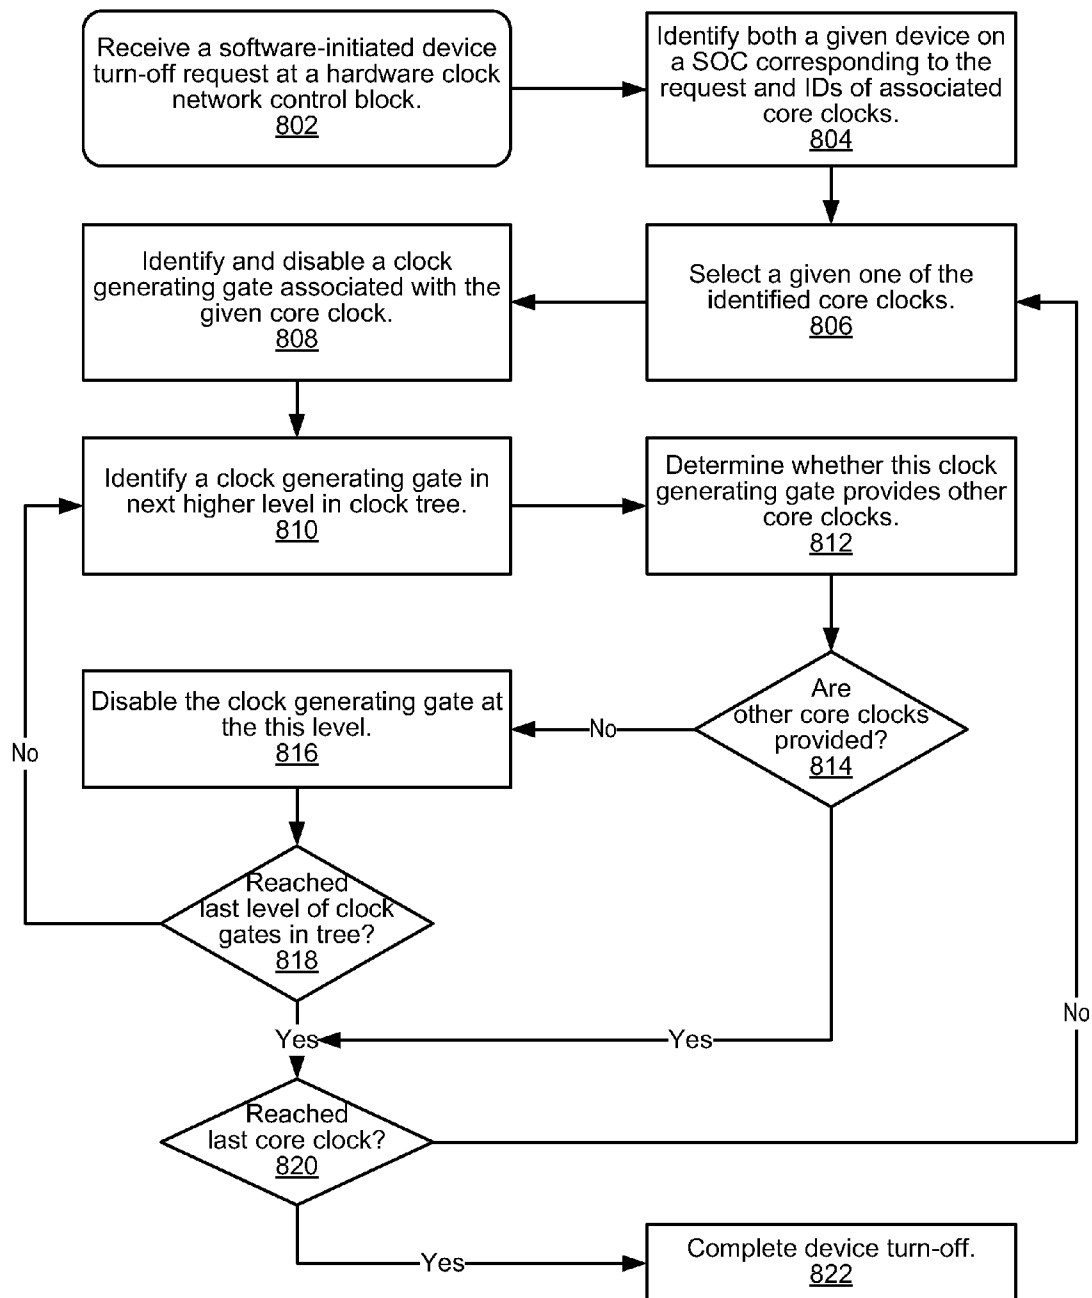 Receive a software-initiated device
turn-off request at a hardware clock
network control block.
802
Identify both a given device on
a SOC corresponding to the
request and IDs of associated
core clocks.
804
Identify and disable a clock
generating gate associated with the
given core clock.
808
Select a given one of the
identified core clocks.
806
Identify a clock generating gate in
next higher level in clock tree.
810
Determine whether this clock
generating gate provides other
core clocks.
812
Are
other core clocks
provided?
814
No
Disable the clock generating gate at
the this level.
816
No
Reached
last level of clock
gates in tree?
818
Yes
Yes
No
Reached
last core clock?
820
Yes
Complete device turn-off.
822